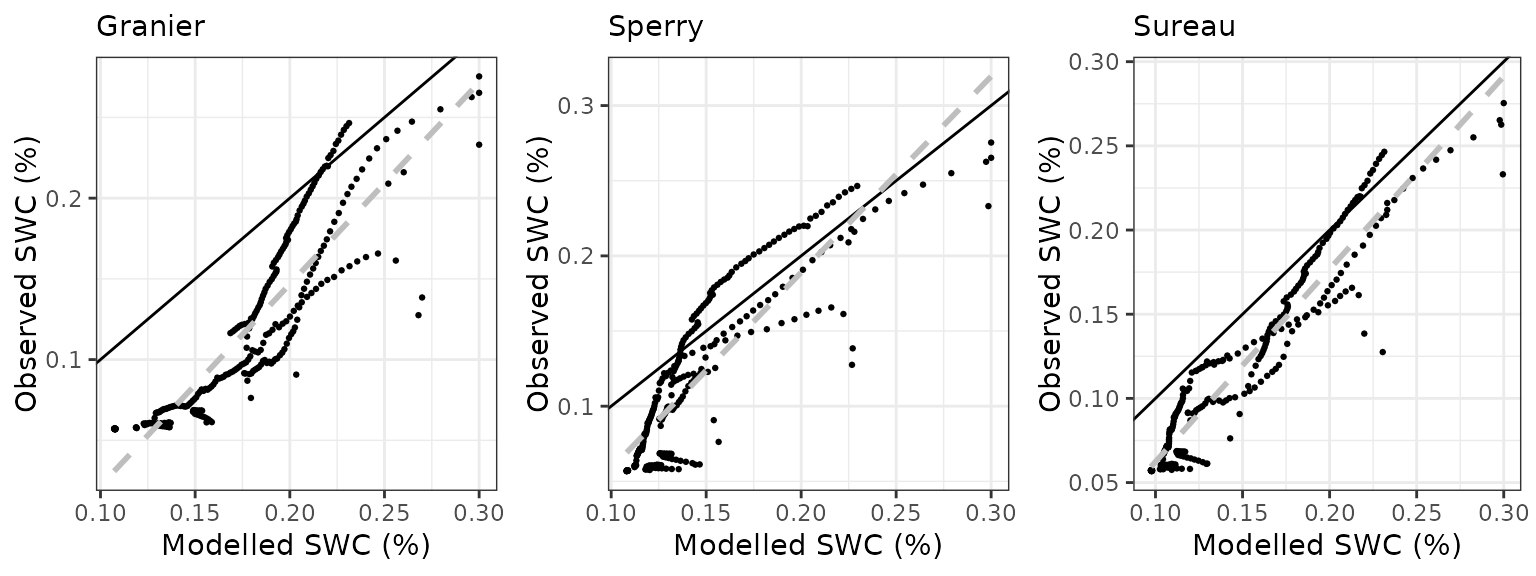 Granier
Observed SWC (%)
0.2
0.1
0.10 0.15 0.20 0.25 0.30
Modelled SWC (%)
Sperry
Observed SWC (%)
0.3
0.2
0.1
0.10 0.15 0.20 0.25 0.30
Modelled SWC (%)
Sureau
Observed SWC (%)
0.30
0.25
0.20
0.15
0.10
0.05
0.10 0.15 0.20 0.25 0.30
Modelled SWC (%)